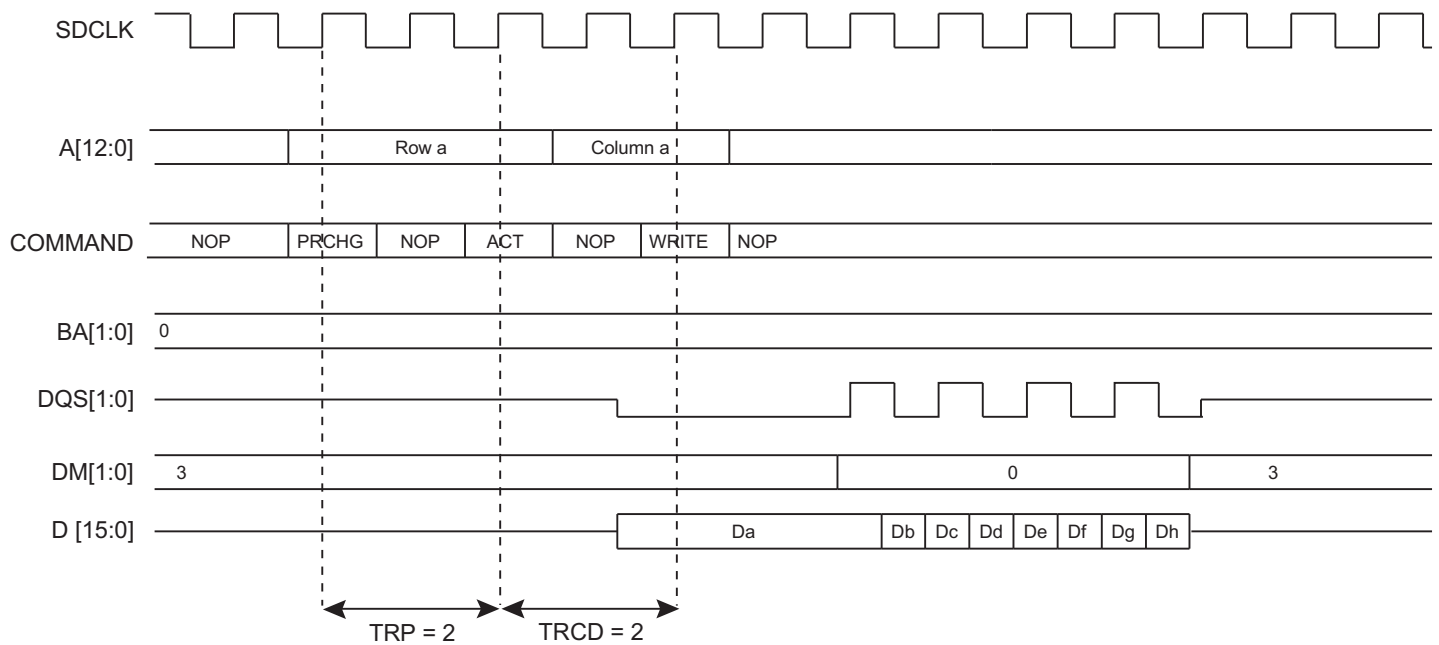 SDCLK
A[12:0] Row a Column a
COMMAND NOP PRCHG NOP ACT NOP WRITE NOP
BA[1:0] 0
DQS[1:0]
DM[1:0] 3 0 3
D [15:0] Da Db Dc Dd De Df Dg Dh
TRP = 2 TRCD = 2